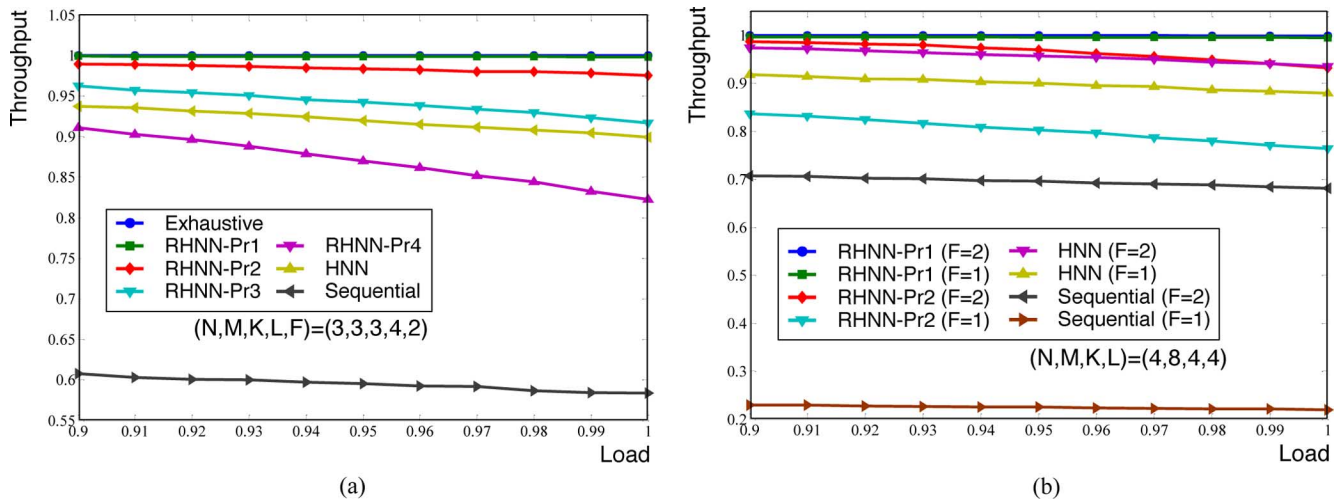 Throughput
1.05
1
0.95
0.9
0.85
0.8
0.75
0.7
0.65
0.6
0.55
Exhaustive
RHNN-Pr1
RHNN-Pr2
RHNN-Pr3
RHNN-Pr4
HNN
Sequential
(N,M,K,L,F)=(3,3,3,4,2)
0.9 0.91 0.92 0.93 0.94 0.95 0.96 0.97 0.98 0.99 1
Load
(a)
Throughput
1
0.9
0.8
0.7
0.6
0.5
0.4
0.3
0.2
RHNN-Pr1 (F=2)
RHNN-Pr1 (F=1)
RHNN-Pr2 (F=2)
RHNN-Pr2 (F=1)
HNN (F=2)
HNN (F=1)
Sequential (F=2)
Sequential (F=1)
(N,M,K,L)=(4,8,4,4)
0.9 0.91 0.92 0.93 0.94 0.95 0.96 0.97 0.98 0.99 1
Load
(b)